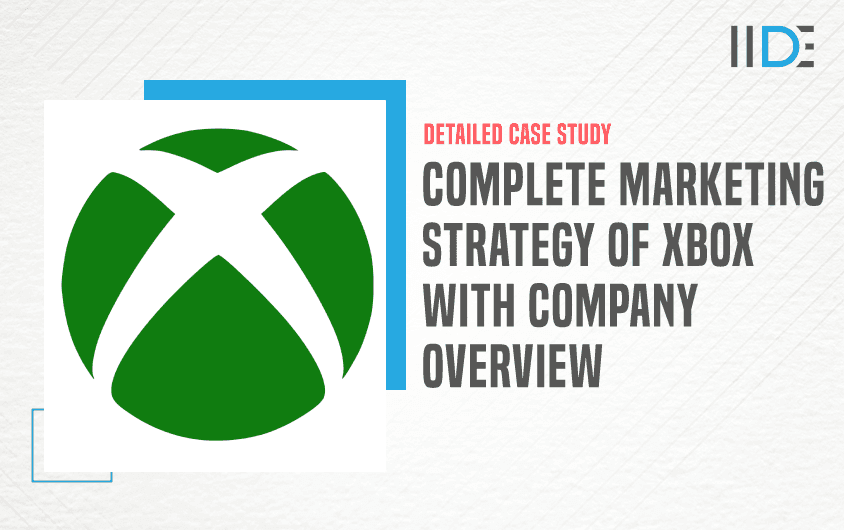 IIDE
DETAILED CASE STUDY
COMPLETE MARKETING
STRATEGY OF XBOX
WITH COMPANY
OVERVIEW